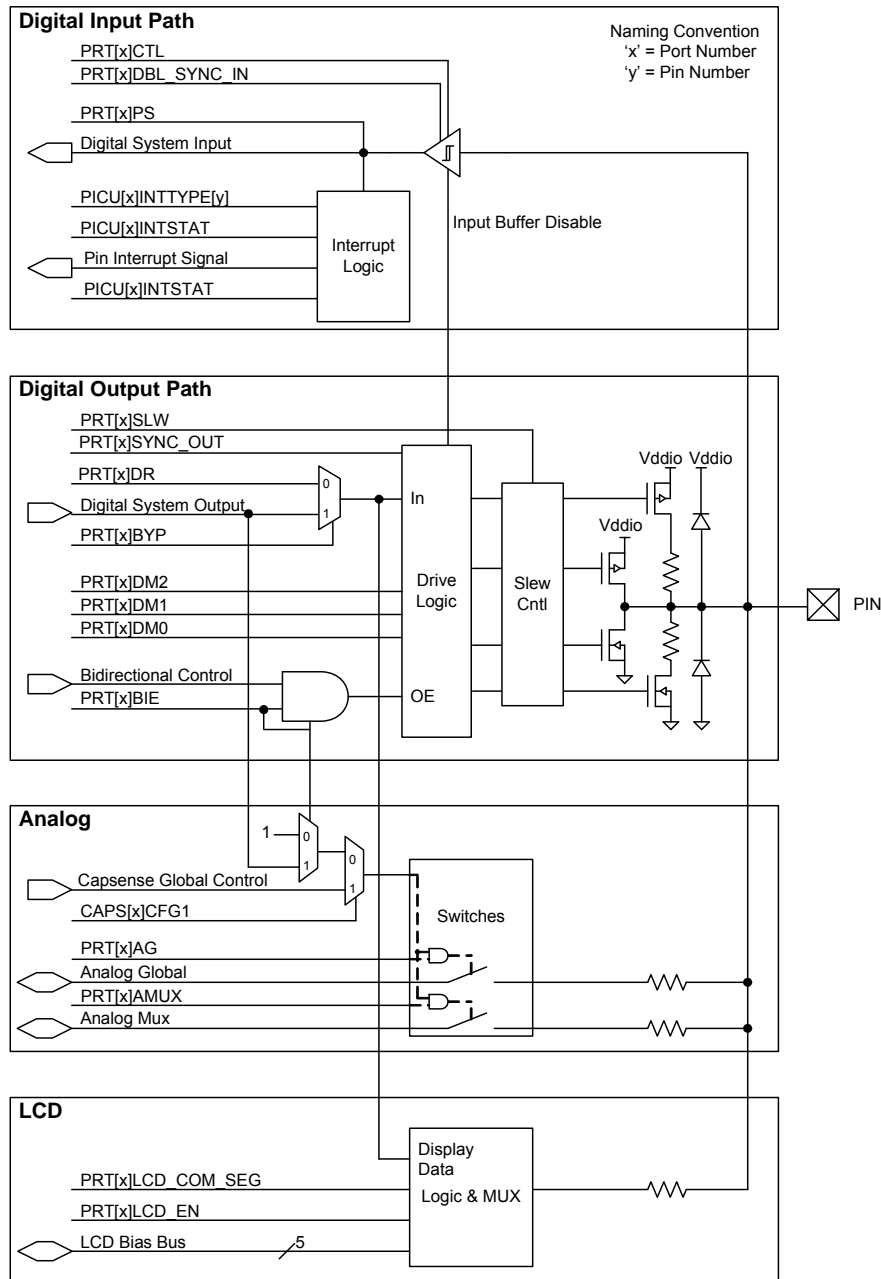 Digital Input Path
Naming Convention
‘x’ = Port Number
‘y’ = Pin Number
PRT[x]CTL
PRT[x]DBL_SYNC_IN
PRT[x]PS
Digital System Input
PICU[x]INTTYPE[y]
PICU[x]INTSTAT
Pin Interrupt Signal
PICU[x]INTSTAT
Interrupt
Logic
Input Buffer Disable
Digital Output Path
PRT[x]SLW
PRT[x]SYNC_OUT
PRT[x]DR
Digital System Output
PRT[x]BYP
0
1
In
PRT[x]DM2
PRT[x]DM1
PRT[x]DM0
Drive
Logic
Slew
Cntl
Vddio
Vddio
Vddio
PIN
Bidirectional Control
PRT[x]BIE
OE
Analog
1
0
1
0
1
Capsense Global Control
CAPS[x]CFG1
Switches
PRT[x]AG
Analog Global
PRT[x]AMUX
Analog Mux
LCD
Display
Data
Logic & MUX
PRT[x]LCD_COM_SEG
PRT[x]LCD_EN
LCD Bias Bus
5